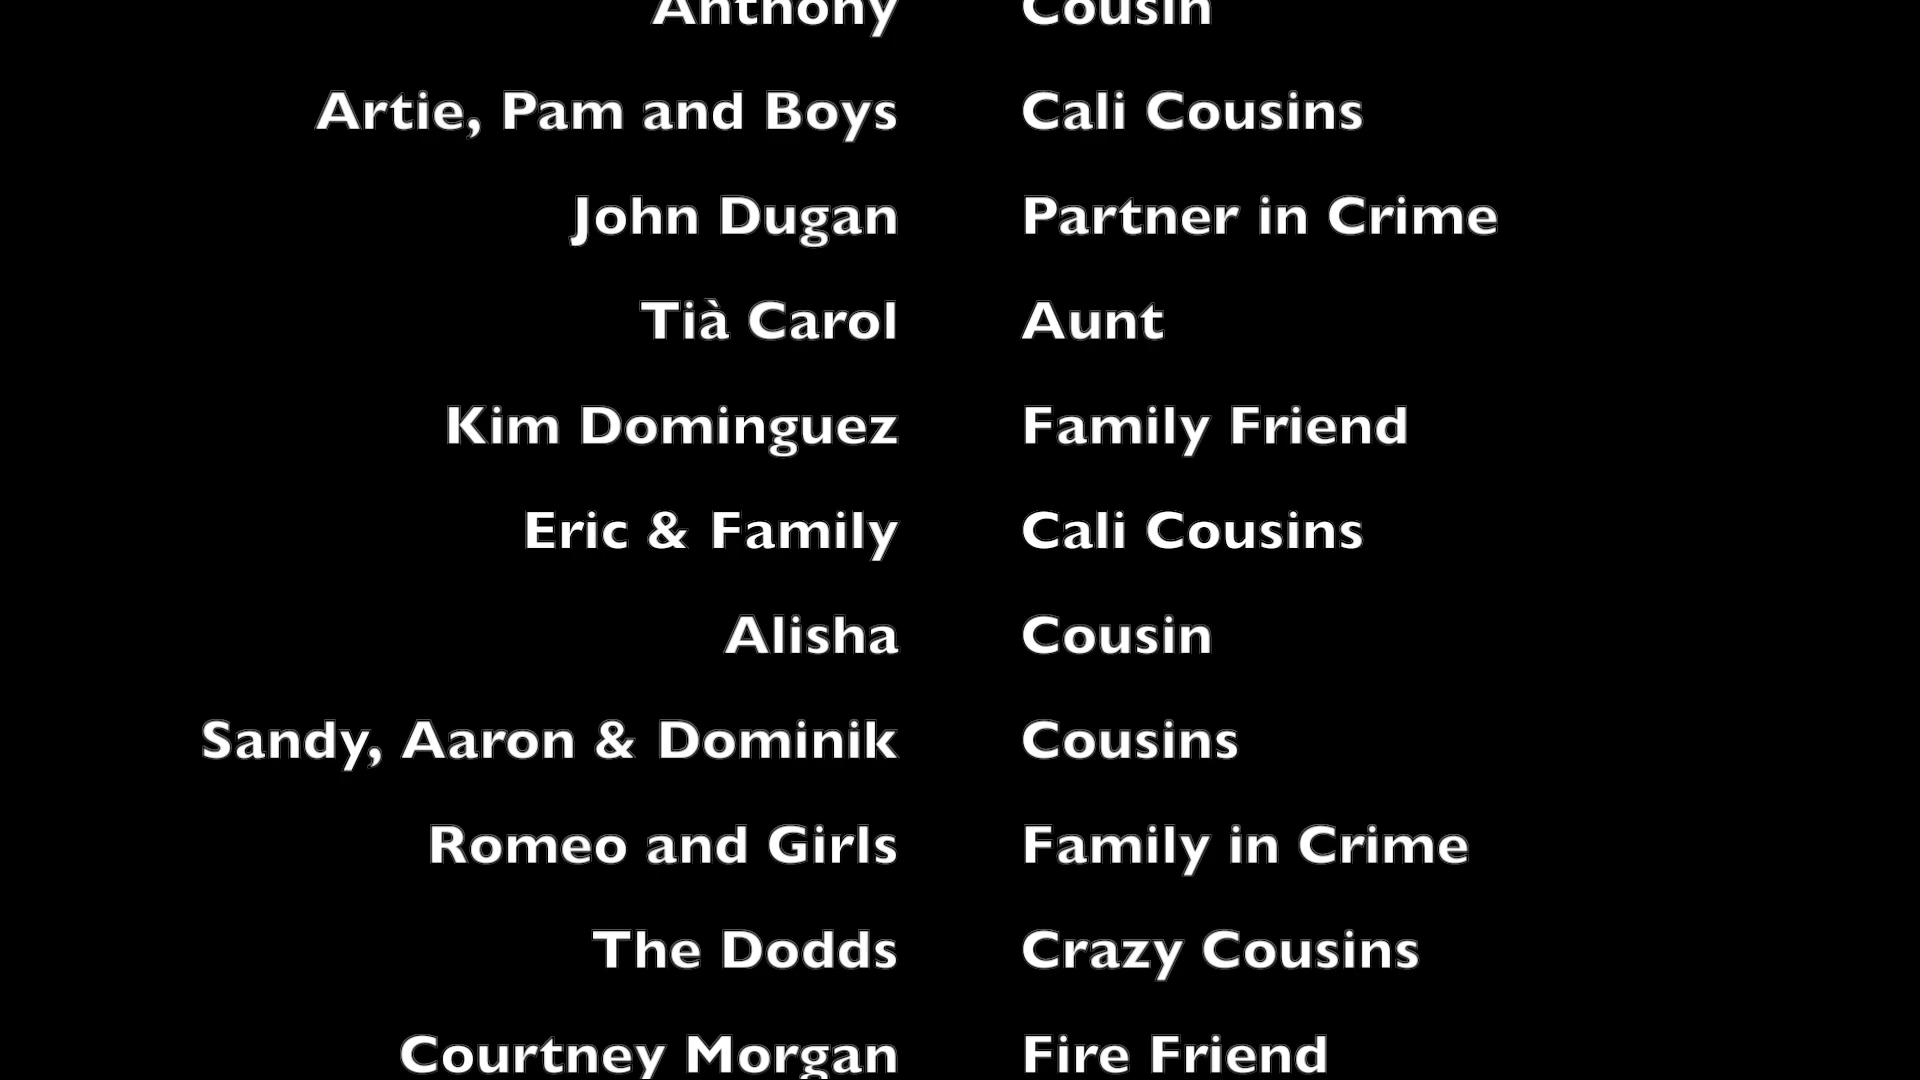 Anthony Cousin
Artie, Pam and Boys Cali Cousins
John Dugan Partner in Crime
Tià Carol Aunt
Kim Dominguez Family Friend
Eric & Family Cali Cousins
Alisha Cousin
Sandy, Aaron & Dominik Cousins
Romeo and Girls Family in Crime
The Dodds Crazy Cousins
Courtney Morgan Fire Friend